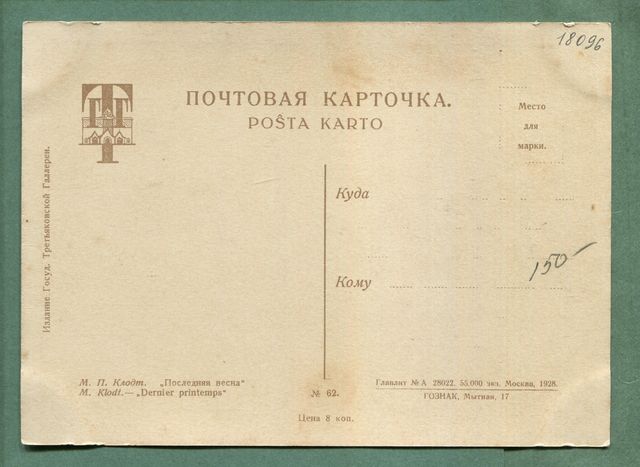 18096
ПОЧТОВАЯ КАРТОЧКА.
POŜTA KARTO
Место
для
марки.
Издание Госуд. Третьяковской Галлереи.
Куда
150
Кому
М. П. Клодт. „Последняя весна“
M. Klodt.—„Dernier printemps“
№ 62.
Главлит № А 28022. 55.000 экз. Москва, 1928.
ГОЗНАК, Мытная, 17
Цена 8 коп.